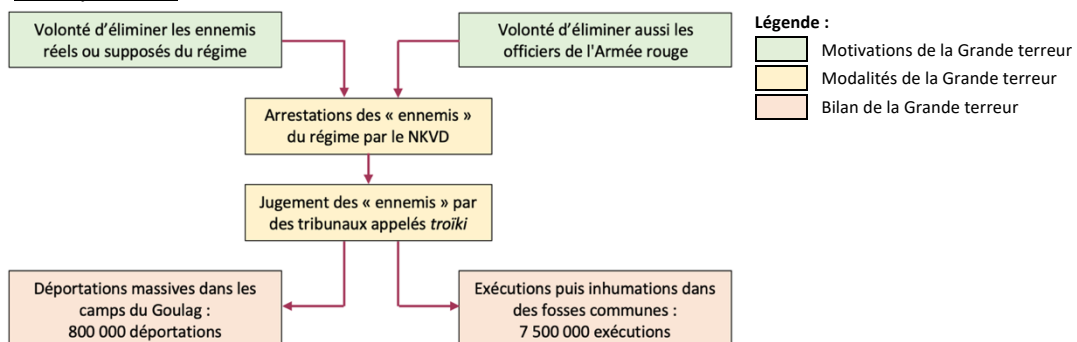 Volonté d’éliminer les ennemis
réels ou supposés du régime
Volonté d’éliminer aussi les
officiers de l'Armée rouge
Légende :
Motivations de la Grande terreur
Modalités de la Grande terreur
Bilan de la Grande terreur
Arrestations des « ennemis »
du régime par le NKVD
Jugement des « ennemis » par
des tribunaux appelés troïki
Déportations massives dans les
camps du Goulag :
800 000 déportations
Exécutions puis inhumations dans
des fosses communes :
7 500 000 exécutions